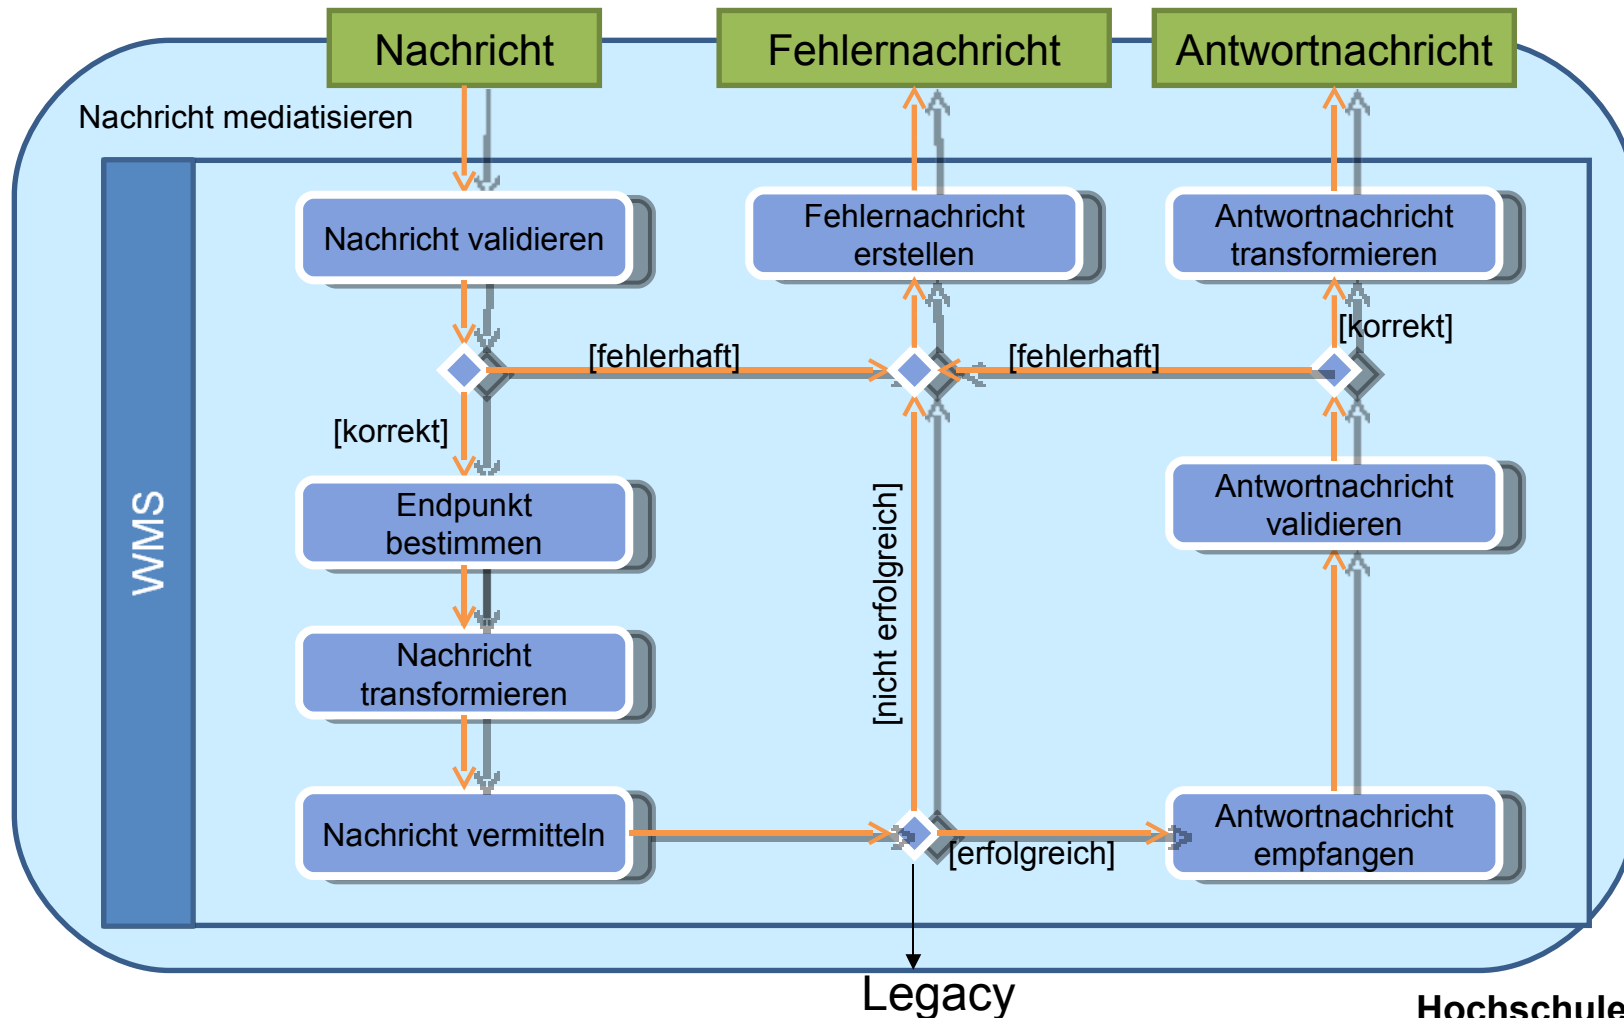 Nachricht
Fehlernachricht
Antwortnachricht
Nachricht mediatisieren
WMS
Nachricht validieren
Fehlernachricht
erstellen
Antwortnachricht
transformieren
[korrekt]
[fehlerhaft]
[fehlerhaft]
[korrekt]
Endpunkt
bestimmen
[nicht erfolgreich]
Antwortnachricht
validieren
Nachricht
transformieren
Nachricht vermitteln
[erfolgreich]
Antwortnachricht
empfangen
Legacy
Hochschule